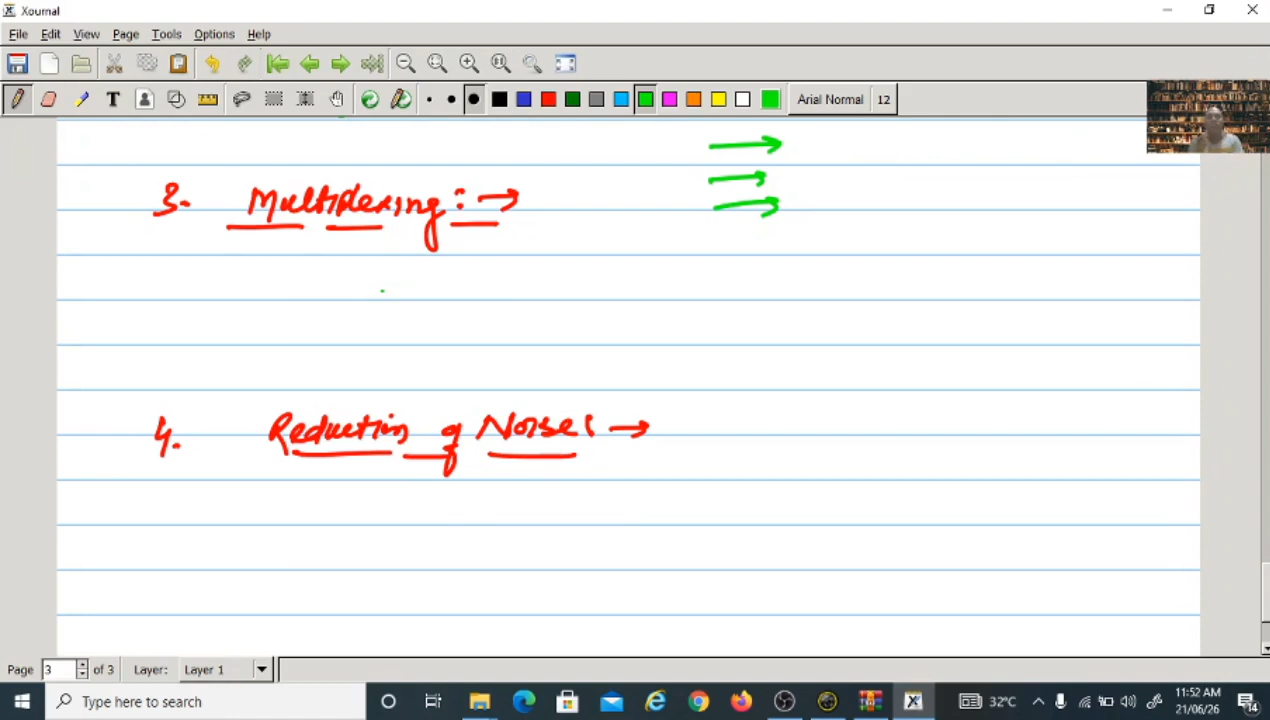 Xournal
File Edit View Page Tools Options Help
Arial Normal 12
3. Multiplexing :→
4. Reduction of Noise: →
Page 3 of 3 Layer: Layer 1
Type here to search
32°C
11:52 AM
21/06/26
14